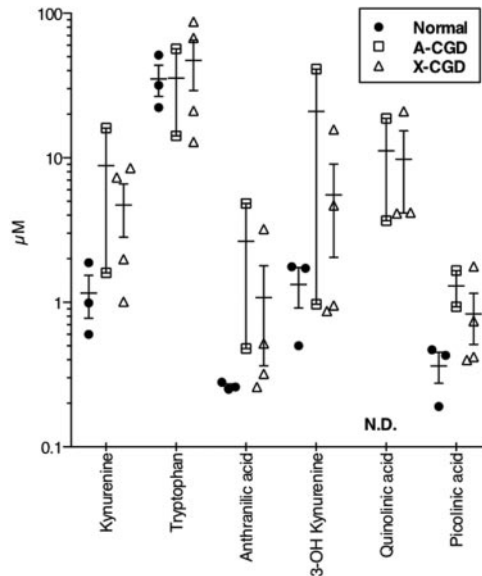 Normal
A-CGD
X-CGD
100
10
1
0.1
µM
N.D.
Kynurenine
Tryptophan
Anthranilic acid
3-OH Kynurenine
Quinolinic acid
Picolinic acid